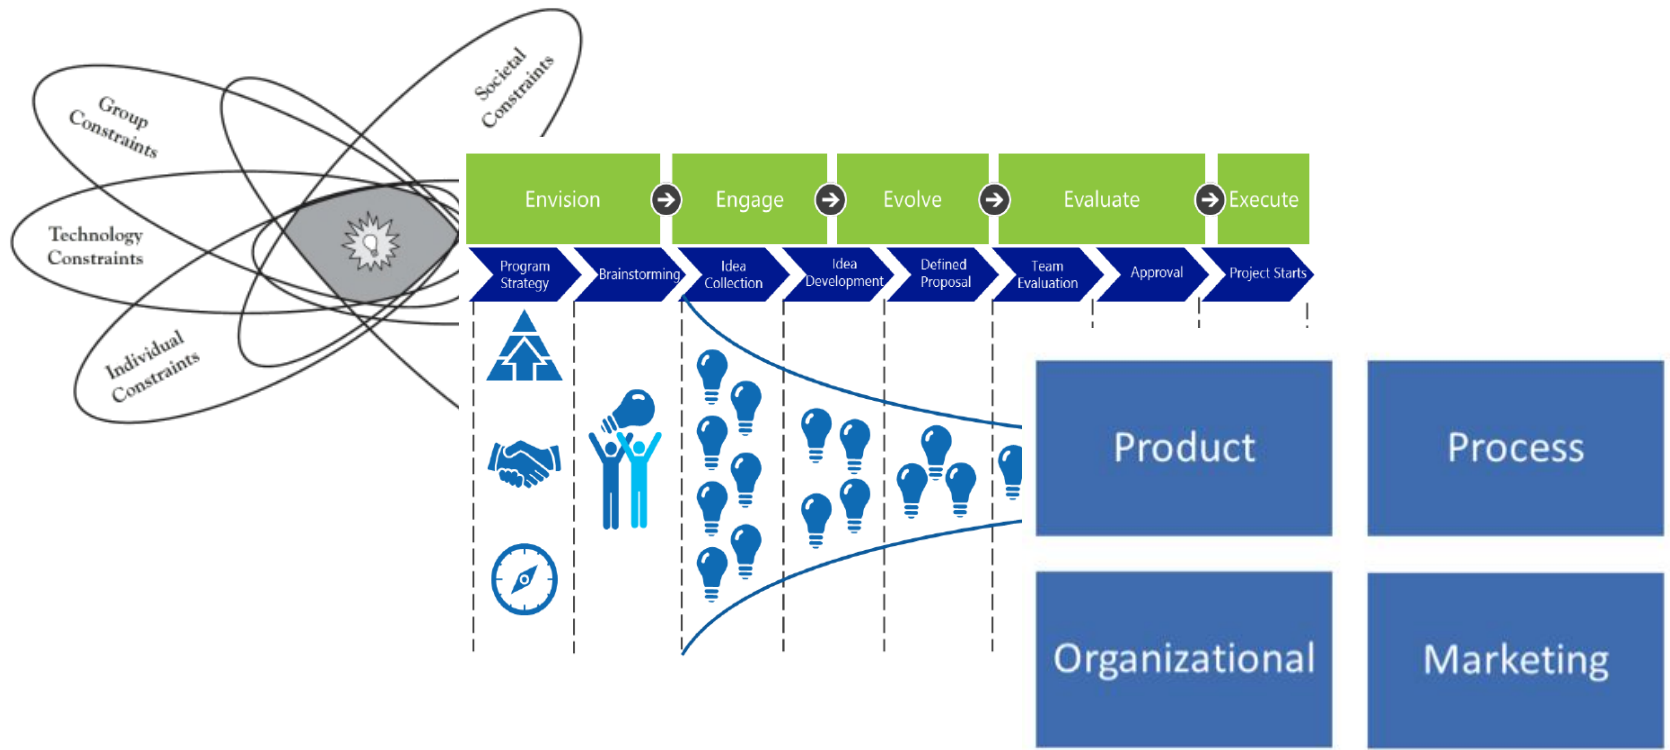 Societal
Constraints
Group
Constraints
Technology
Constraints
Individual
Constraints
Envision
Engage
Evolve
Evaluate
Execute
Program
Strategy
Brainstorming
Idea
Collection
Idea
Development
Defined
Proposal
Team
Evaluation
Approval
Project Starts
Product
Process
Organizational
Marketing